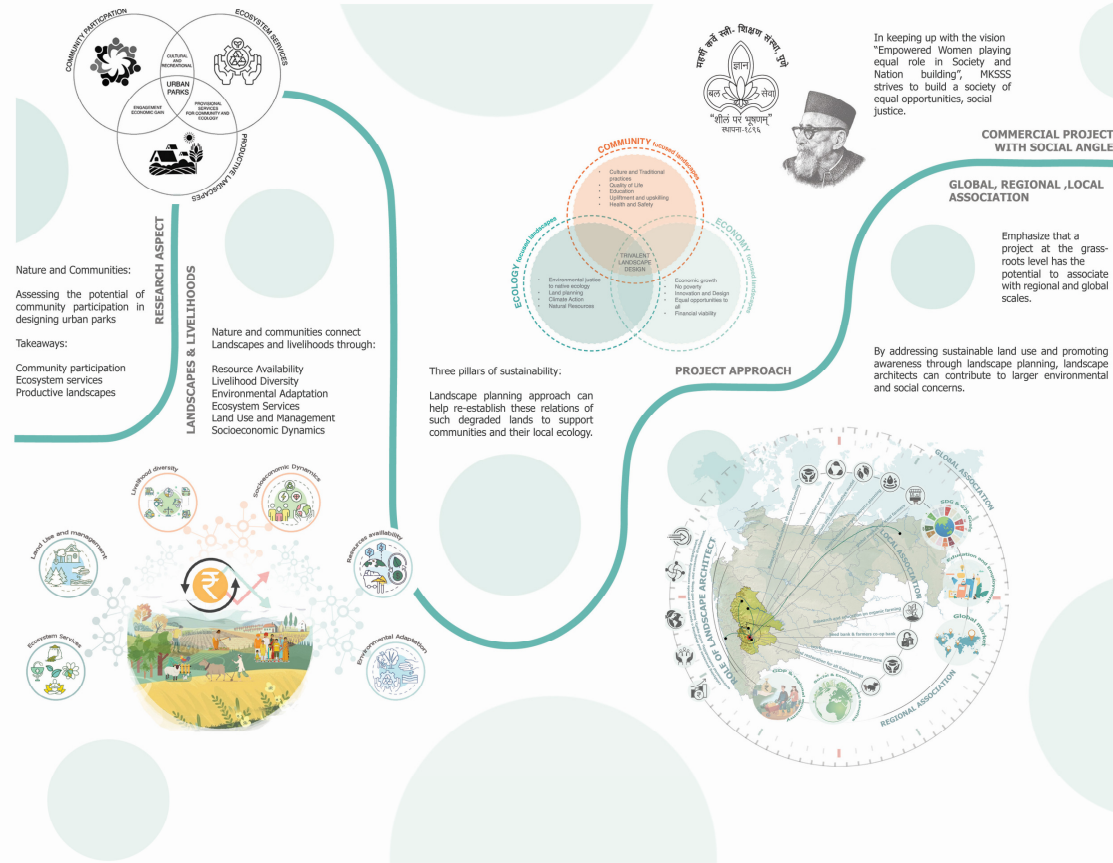 COMMUNITY PARTICPATION
ECOSYSTEM SERVICES
CULTURAL
AND
RECREATIONAL
URBAN
PARKS
ENGAGEMENT
ECONOMIC GAIN
PROVISIONAL
SERVICES
FOR COMMUNITY AND
ECOLOGY
PRODUCTIVE LANDSCAPES
RESEARCH ASPECT
Nature and Communities:
Assessing the potential of
community participation in
designing urban parks
Takeaways:
Community participation
Ecosystem services
Productive landscapes
LANDSCAPES & LIVELIHOODS
Nature and communities connect
Landscapes and livelihoods through:
Resource Availability
Livelihood Diversity
Environmental Adaptation
Ecosystem Services
Land Use and Management
Socioeconomic Dynamics
Livelihood diversity
Socioeconomic Dynamics
Land Use and management
Resources availability
Ecosystem Services
Environmental Adaptation
₹
Three pillars of sustainability:
Landscape planning approach can
help re-establish these relations of
such degraded lands to support
communities and their local ecology.
COMMUNITY focused landscapes
• Culture and Traditional
practices
• Quality of Life
• Education
• Upliftment and upskilling
• Health and Safety
ECOLOGY focused landscapes
TRIVALENT
LANDSCAPE
DESIGN
• Environmental justice
to native ecology
• Land planning
• Climate Action
• Natural Resources
ECONOMY focused landscapes
• Economic growth
• No poverty
• Innovation and Design
• Equal opportunities to
all
• Financial viability
PROJECT APPROACH
महर्षी कर्वे स्त्री- शिक्षण संस्था, पुणे
ज्ञान
बल
सेवा
"शीलं परं भूषणम्"
स्थापना-१८९६
In keeping up with the vision
"Empowered Women playing
equal role in Society and
Nation building", MKSSS
strives to build a society of
equal opportunities, social
justice.
COMMERCIAL PROJECT
WITH SOCIAL ANGLE
GLOBAL, REGIONAL ,LOCAL
ASSOCIATION
Emphasize that a
project at the grass-
roots level has the
potential to associate
with regional and global
scales.
By addressing sustainable land use and promoting
awareness through landscape planning, landscape
architects can contribute to larger environmental
and social concerns.
GLOBAL ASSOCIATION
LOCAL ASSOCIATION
ROLE OF LANDSCAPE ARCHITECT
Education and Employment
Global market
REGIONAL ASSOCIATION